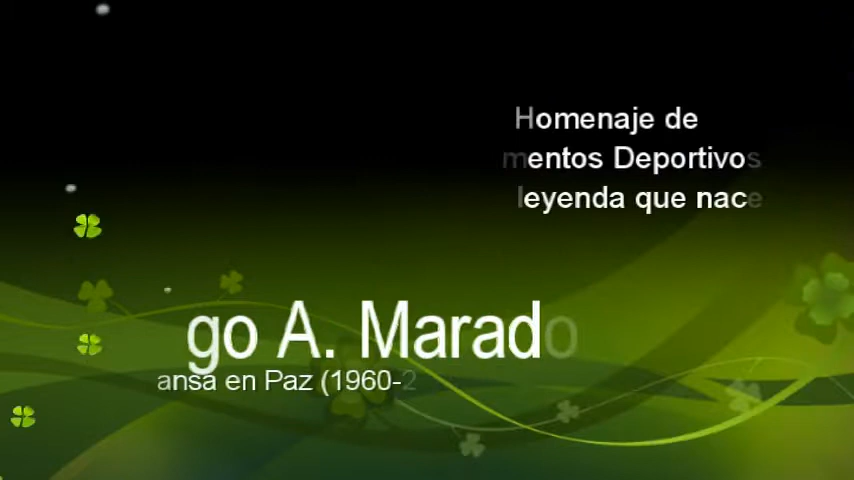 Homenaje de
mentos Deportivos
leyenda que nace
go A. Marado
ansa en Paz (1960-2